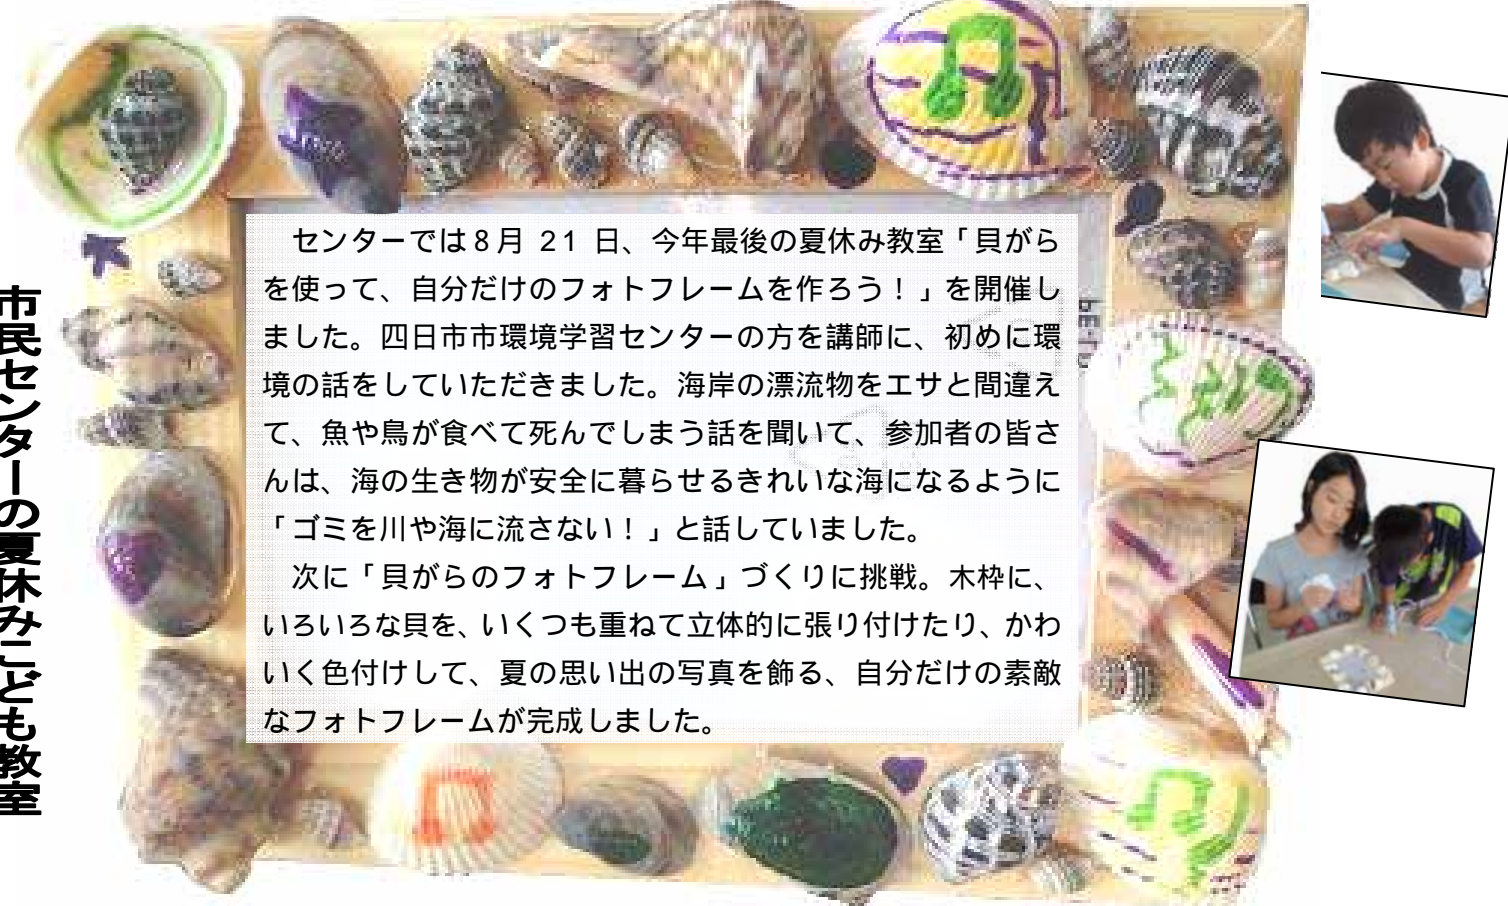 市民センターの夏休みこども教室
センターでは8月 21 日、今年最後の夏休み教室「貝がら
を使って、自分だけのフォトフレームを作ろう！」を開催し
ました。四日市市環境学習センターの方を講師に、初めに環
境の話をしていただきました。海岸の漂流物をエサと間違え
て、魚や鳥が食べて死んでしまう話を聞いて、参加者の皆さ
んは、海の生き物が安全に暮らせるきれいな海になるように
「ゴミを川や海に流さない！」と話していました。
次に「貝がらのフォトフレーム」づくりに挑戦。木枠に、
いろいろな貝を、いくつも重ねて立体的に張り付けたり、かわ
いく色付けして、夏の思い出の写真を飾る、自分だけの素敵
なフォトフレームが完成しました。